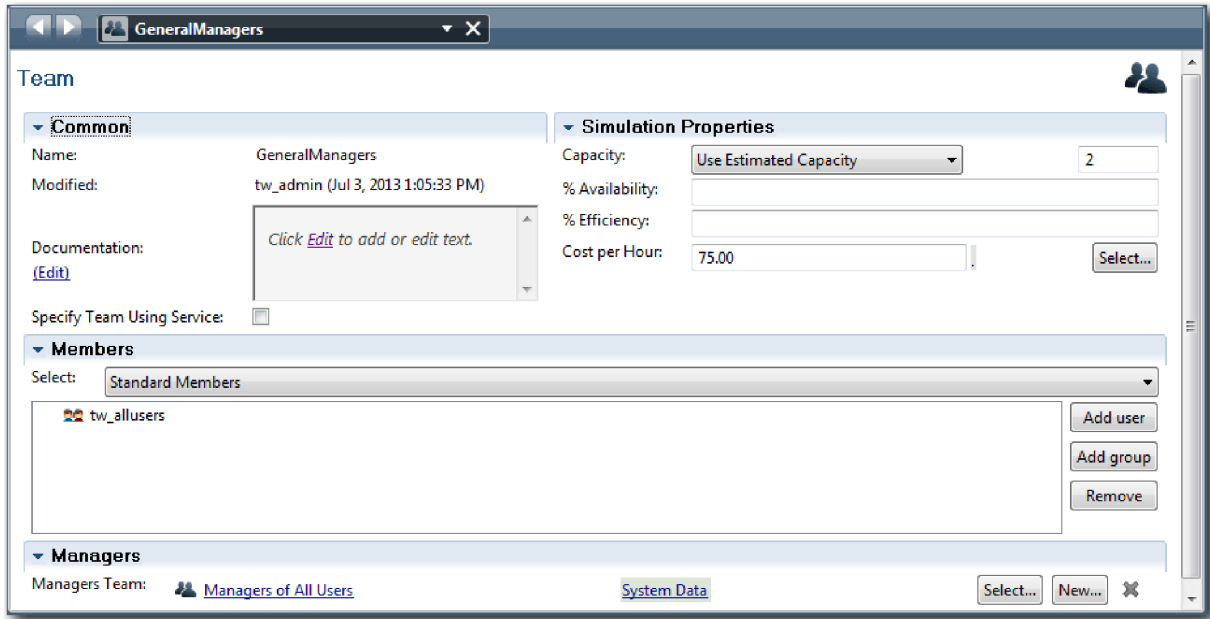 GeneralManagers
Team
Common
Name: GeneralManagers
Modified: tw_admin (Jul 3, 2013 1:05:33 PM)
Documentation:
(Edit)
Click Edit to add or edit text.
Specify Team Using Service:
Simulation Properties
Capacity: Use Estimated Capacity 2
% Availability:
% Efficiency:
Cost per Hour: 75.00 . Select...
Members
Select: Standard Members
tw_allusers
Add user
Add group
Remove
Managers
Managers Team: Managers of All Users System Data Select... New...